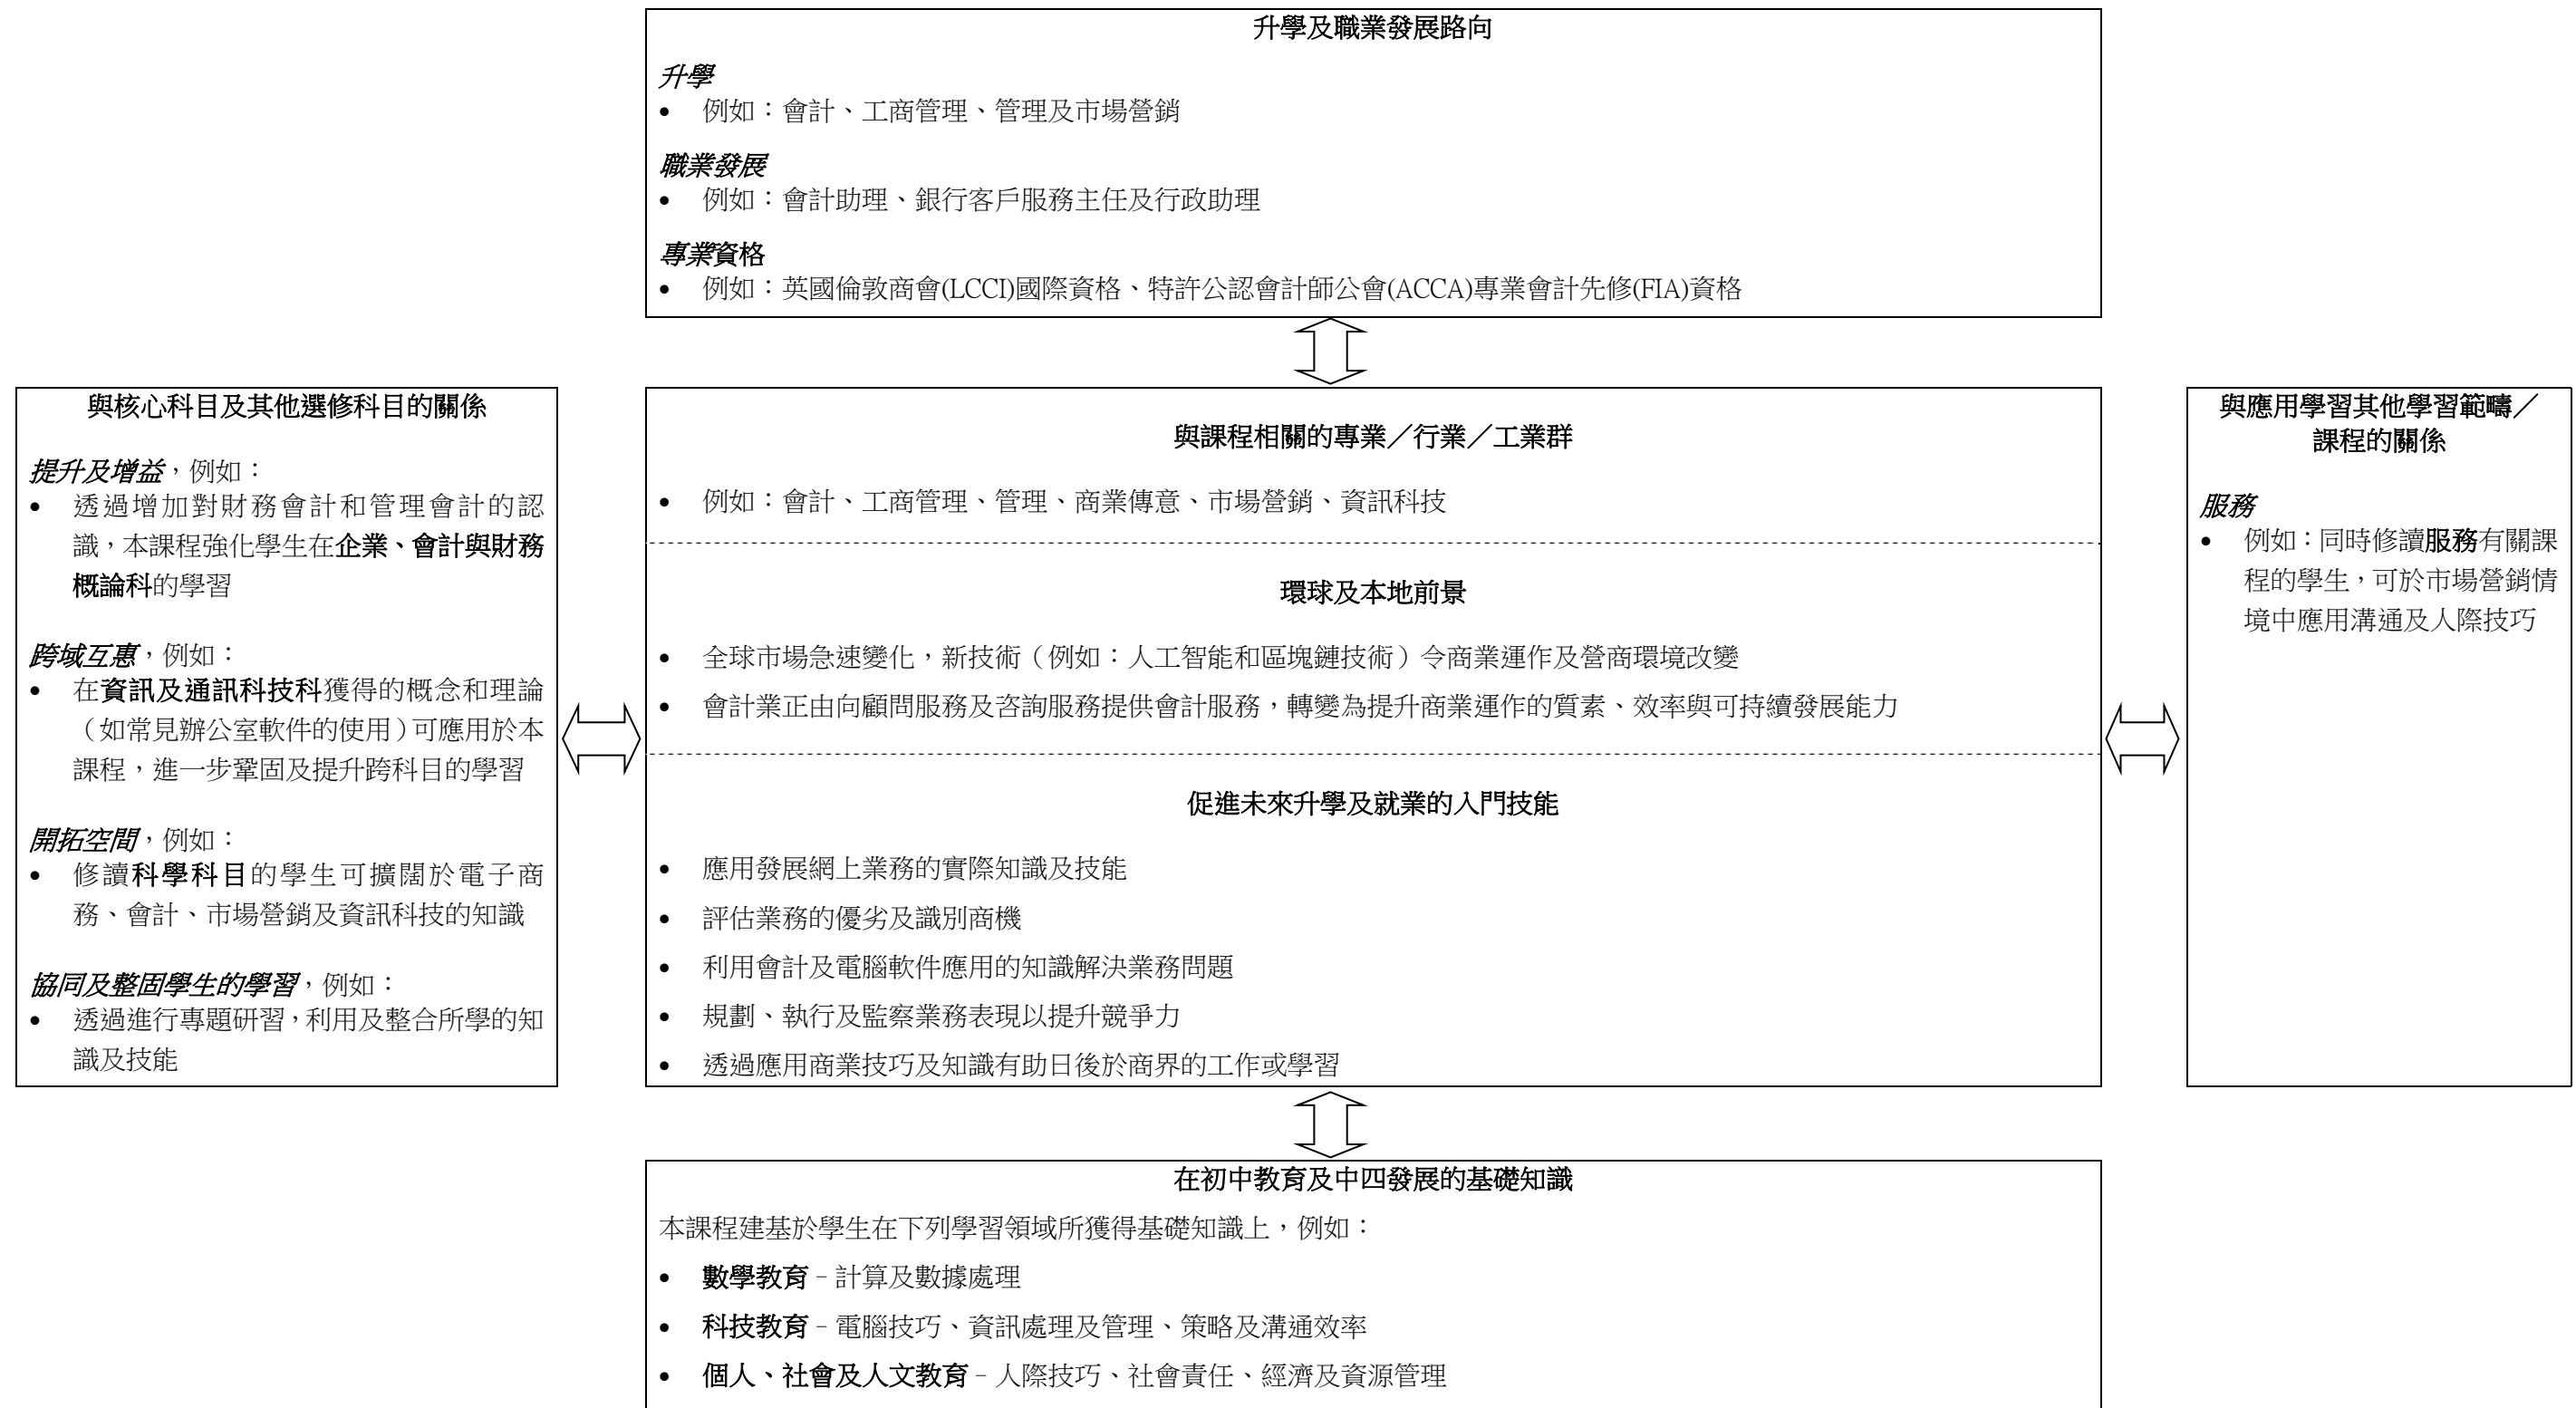 升學及職業發展路向
升學
• 例如：會計、工商管理、管理及市場營銷
職業發展
• 例如：會計助理、銀行客戶服務主任及行政助理
專業資格
• 例如：英國倫敦商會(LCCI)國際資格、特許公認會計師公會(ACCA)專業會計先修(FIA)資格
與核心科目及其他選修科目的關係
提升及增益，例如：
• 透過增加對財務會計和管理會計的認
識，本課程強化學生在企業、會計與財務
概論科的學習
跨域互惠，例如：
• 在資訊及通訊科技科獲得的概念和理論
（如常見辦公室軟件的使用）可應用於本
課程，進一步鞏固及提升跨科目的學習
開拓空間，例如：
• 修讀科學科目的學生可擴闊於電子商
務、會計、市場營銷及資訊科技的知識
協同及整固學生的學習，例如：
• 透過進行專題研習，利用及整合所學的知
識及技能
與課程相關的專業／行業／工業群
• 例如：會計、工商管理、管理、商業傳意、市場營銷、資訊科技
環球及本地前景
• 全球市場急速變化，新技術（例如：人工智能和區塊鏈技術）令商業運作及營商環境改變
• 會計業正由向顧問服務及咨詢服務提供會計服務，轉變為提升商業運作的質素、效率與可持續發展能力
促進未來升學及就業的入門技能
• 應用發展網上業務的實際知識及技能
• 評估業務的優劣及識別商機
• 利用會計及電腦軟件應用的知識解決業務問題
• 規劃、執行及監察業務表現以提升競爭力
• 透過應用商業技巧及知識有助日後於商界的工作或學習
與應用學習其他學習範疇／
課程的關係
服務
• 例如：同時修讀服務有關課
程的學生，可於市場營銷情
境中應用溝通及人際技巧
在初中教育及中四發展的基礎知識
本課程建基於學生在下列學習領域所獲得基礎知識上，例如：
• 數學教育 – 計算及數據處理
• 科技教育 – 電腦技巧、資訊處理及管理、策略及溝通效率
• 個人、社會及人文教育 – 人際技巧、社會責任、經濟及資源管理